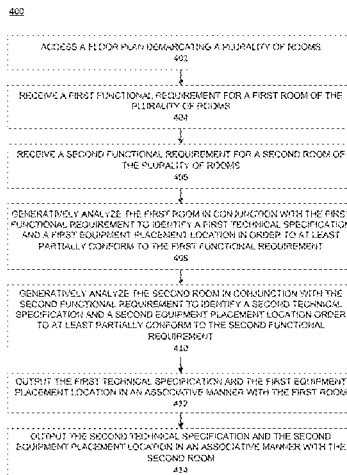 400
ACCESS A FLOOR PLAN DEMARCATING A PLURALITY OF ROOMS
402
RECEIVE A FIRST FUNCTIONAL REQUIREMENT FOR A FIRST ROOM OF THE
PLURALITY OF ROOMS
404
RECEIVE A SECOND FUNCTIONAL REQUIREMENT FOR A SECOND ROOM OF
THE PLURALITY OF ROOMS
406
GENERATIVELY ANALYZE THE FIRST ROOM IN CONJUNCTION WITH THE FIRST
FUNCTIONAL REQUIREMENT TO IDENTIFY A FIRST TECHNICAL SPECIFICATION
AND A FIRST EQUIPMENT PLACEMENT LOCATION IN ORDER TO AT LEAST
PARTIALLY CONFORM TO THE FIRST FUNCTIONAL REQUIREMENT
408
GENERATIVELY ANALYZE THE SECOND ROOM IN CONJUNCTION WITH THE
SECOND FUNCTIONAL REQUIREMENT TO IDENTIFY A SECOND TECHNICAL
SPECIFICATION AND A SECOND EQUIPMENT PLACEMENT LOCATION ORDER
TO AT LEAST PARTIALLY CONFORM TO THE SECOND FUNCTIONAL
REQUIREMENT
410
OUTPUT THE FIRST TECHNICAL SPECIFICATION AND THE FIRST EQUIPMENT
PLACEMENT LOCATION IN AN ASSOCIATIVE MANNER WITH THE FIRST ROOM
412
OUTPUT THE SECOND TECHNICAL SPECIFICATION AND THE SECOND
EQUIPMENT PLACEMENT LOCATION IN AN ASSOCIATIVE MANNER WITH THE
SECOND ROOM
414